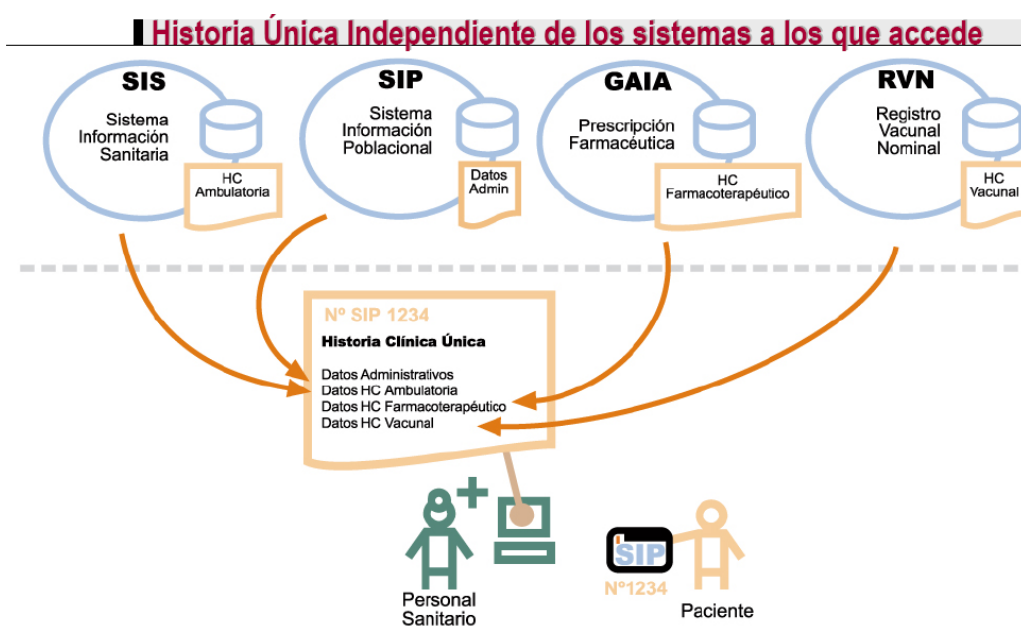 Historia Única Independiente de los sistemas a los que accede
SIS
Sistema
Información
Sanitaria
HC
Ambulatoria
SIP
Sistema
Información
Poblacional
Datos
Admin
GAIA
Prescripción
Farmacéutica
HC
Farmacoterapéutico
RVN
Registro
Vacunal
Nominal
HC
Vacunal
Nº SIP 1234
Historia Clínica Única
Datos Administrativos
Datos HC Ambulatoria
Datos HC Farmacoterapéutico
Datos HC Vacunal
Personal
Sanitario
SIP
Nº1234
Paciente